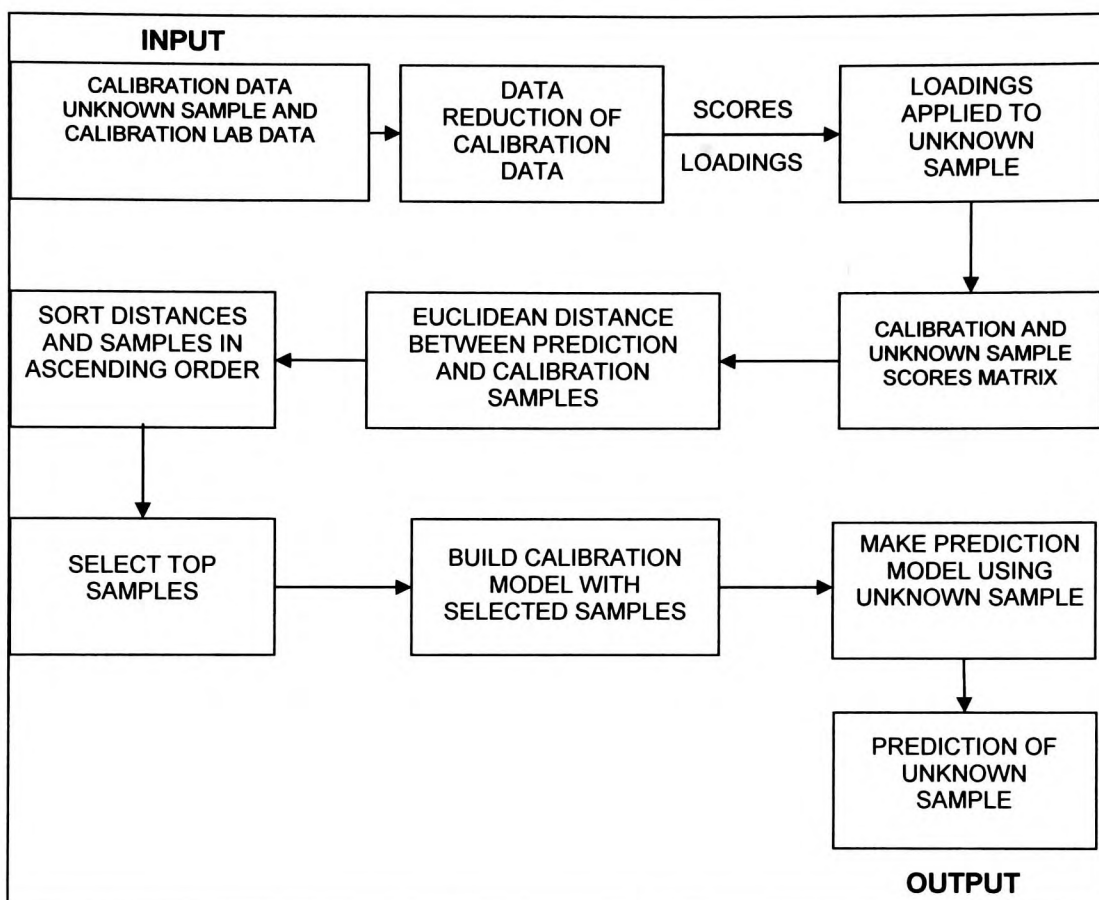 INPUT
CALIBRATION DATA
UNKNOWN SAMPLE AND
CALIBRATION LAB DATA
DATA
REDUCTION OF
CALIBRATION
DATA
SCORES
LOADINGS
LOADINGS
APPLIED TO
UNKNOWN
SAMPLE
SORT DISTANCES
AND SAMPLES IN
ASCENDING ORDER
EUCLIDEAN DISTANCE
BETWEEN PREDICTION
AND CALIBRATION
SAMPLES
CALIBRATION AND
UNKNOWN SAMPLE
SCORES MATRIX
SELECT TOP
SAMPLES
BUILD CALIBRATION
MODEL WITH
SELECTED SAMPLES
MAKE PREDICTION
MODEL USING
UNKNOWN SAMPLE
PREDICTION OF
UNKNOWN
SAMPLE
OUTPUT